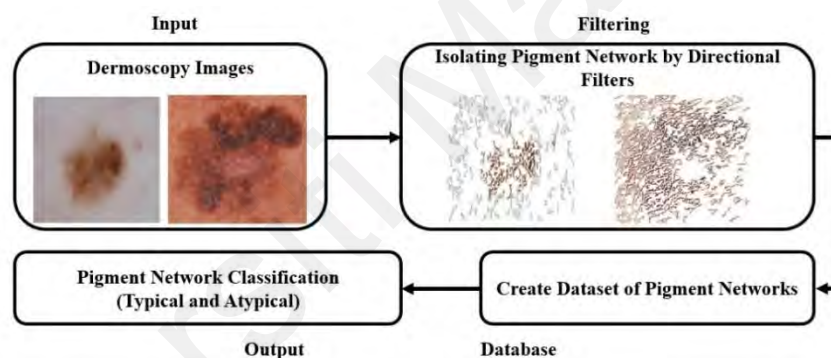 Input
Filtering
Dermoscopy Images
Isolating Pigment Network by Directional
Filters
Pigment Network Classification
(Typical and Atypical)
Create Dataset of Pigment Networks
Output
Database